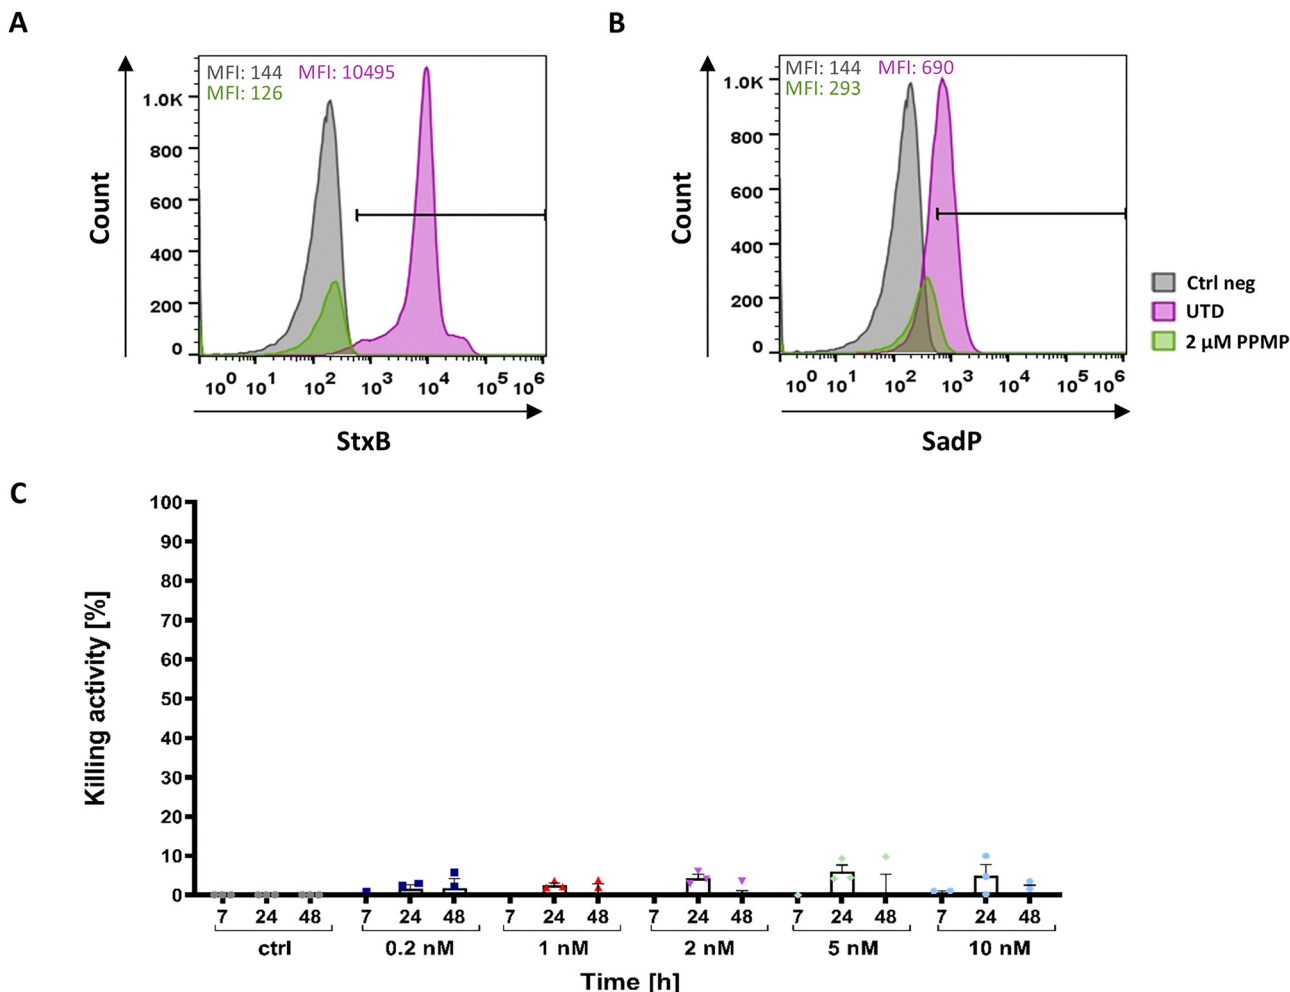 A
MFI: 144 MFI: 10495
MFI: 126
Count
1.0K
800
600
400
200
0
10^0 10^1 10^2 10^3 10^4 10^5 10^6
StxB
B
MFI: 144 MFI: 690
MFI: 293
Count
1.0K
800
600
400
200
0
10^0 10^1 10^2 10^3 10^4 10^5 10^6
SadP
Ctrl neg
UTD
2 µM PPMP
C
Killing activity [%]
100
90
80
70
60
50
40
30
20
10
0
7 24 48 7 24 48 7 24 48 7 24 48 7 24 48 7 24 48
ctrl 0.2 nM 1 nM 2 nM 5 nM 10 nM
Time [h]